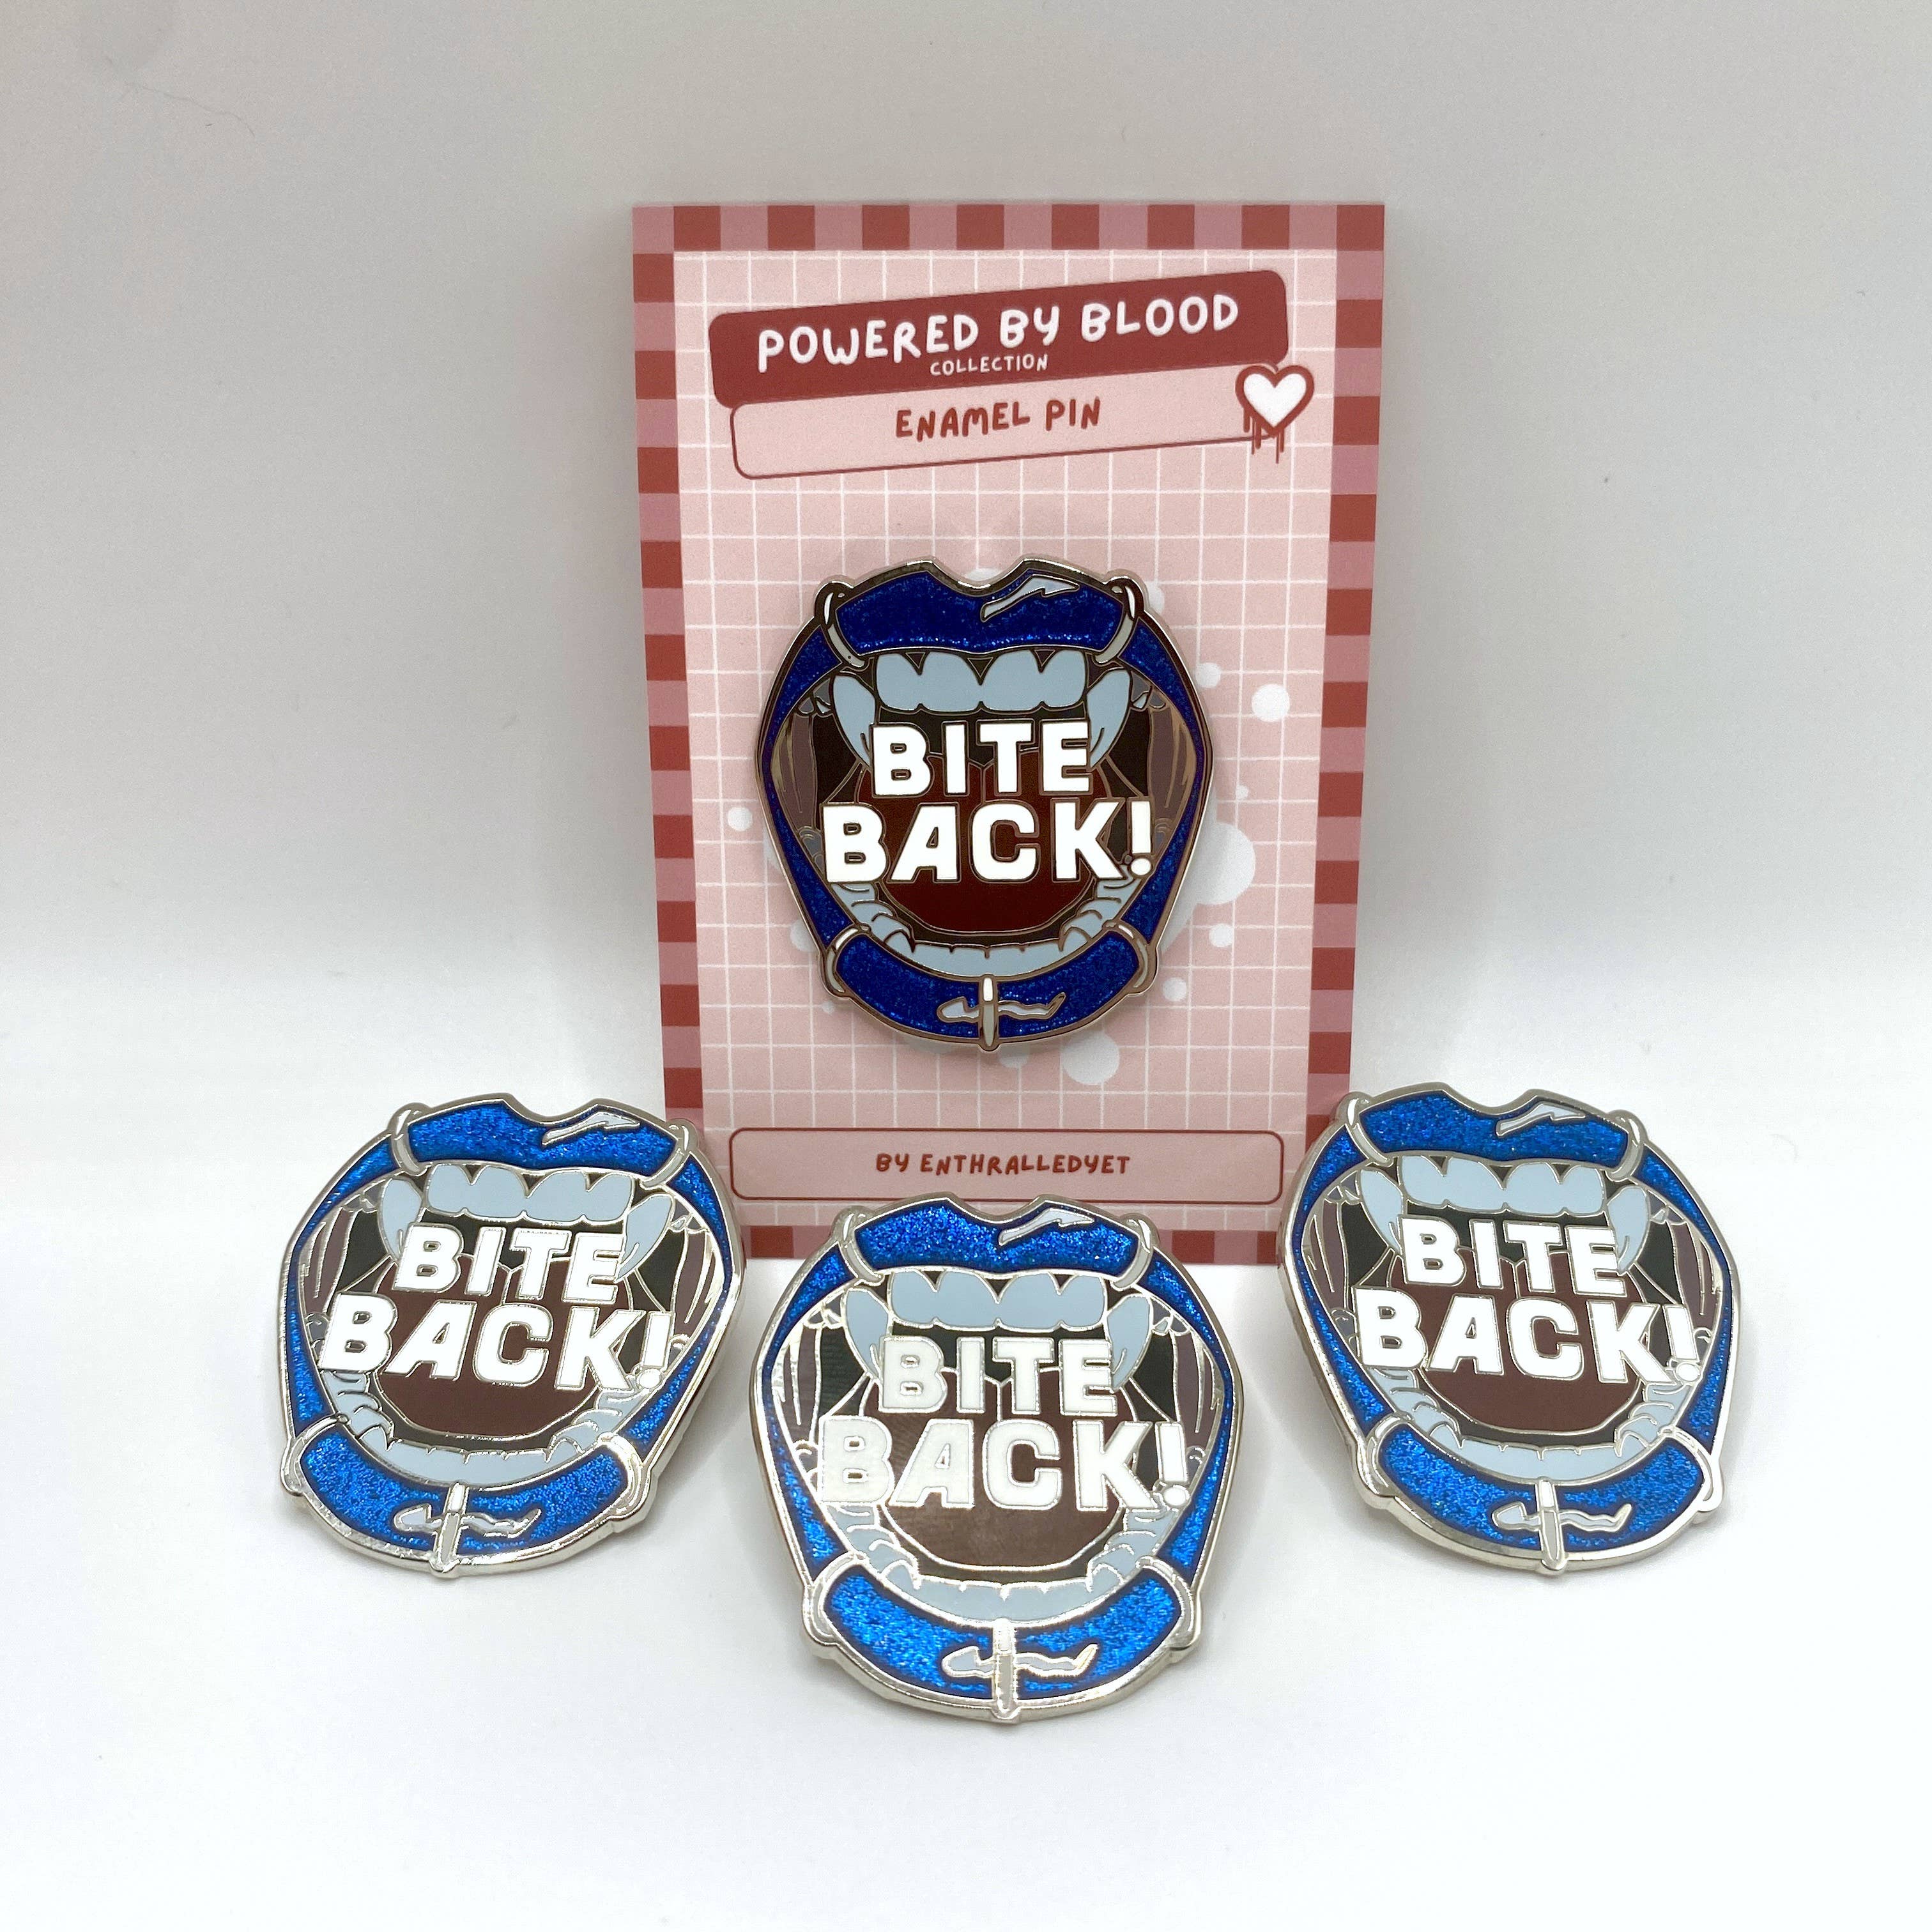 POWERED BY BLOOD
COLLECTION
ENAMEL PIN
BITE
BACK!
BY ENTHRALLEDYET
BITE
BACK!
BITE
BACK!
BITE
BACK!